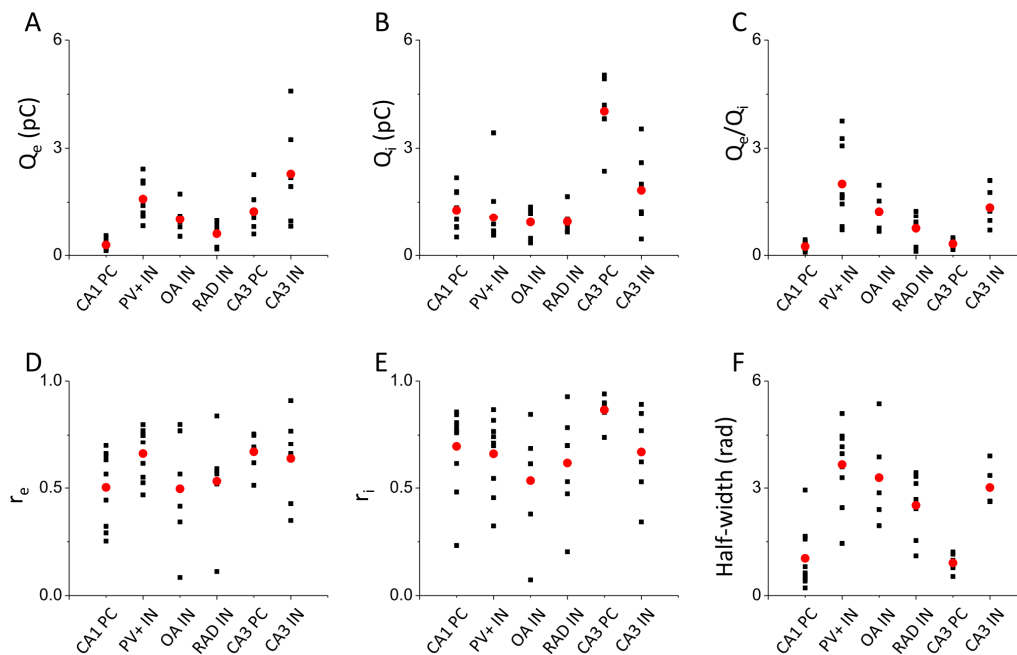 A
6
3
0
Qe (pC)
CA1 PC
PV+ IN
OA IN
RAD IN
CA3 PC
CA3 IN
B
6
3
0
Qi (pC)
CA1 PC
PV+ IN
OA IN
RAD IN
CA3 PC
CA3 IN
C
6
3
0
Qe/Qi
CA1 PC
PV+ IN
OA IN
RAD IN
CA3 PC
CA3 IN
D
1.0
0.5
0.0
re
CA1 PC
PV+ IN
OA IN
RAD IN
CA3 PC
CA3 IN
E
1.0
0.5
0.0
ri
CA1 PC
PV+ IN
OA IN
RAD IN
CA3 PC
CA3 IN
F
6
3
0
Half-width (rad)
CA1 PC
PV+ IN
OA IN
RAD IN
CA3 PC
CA3 IN